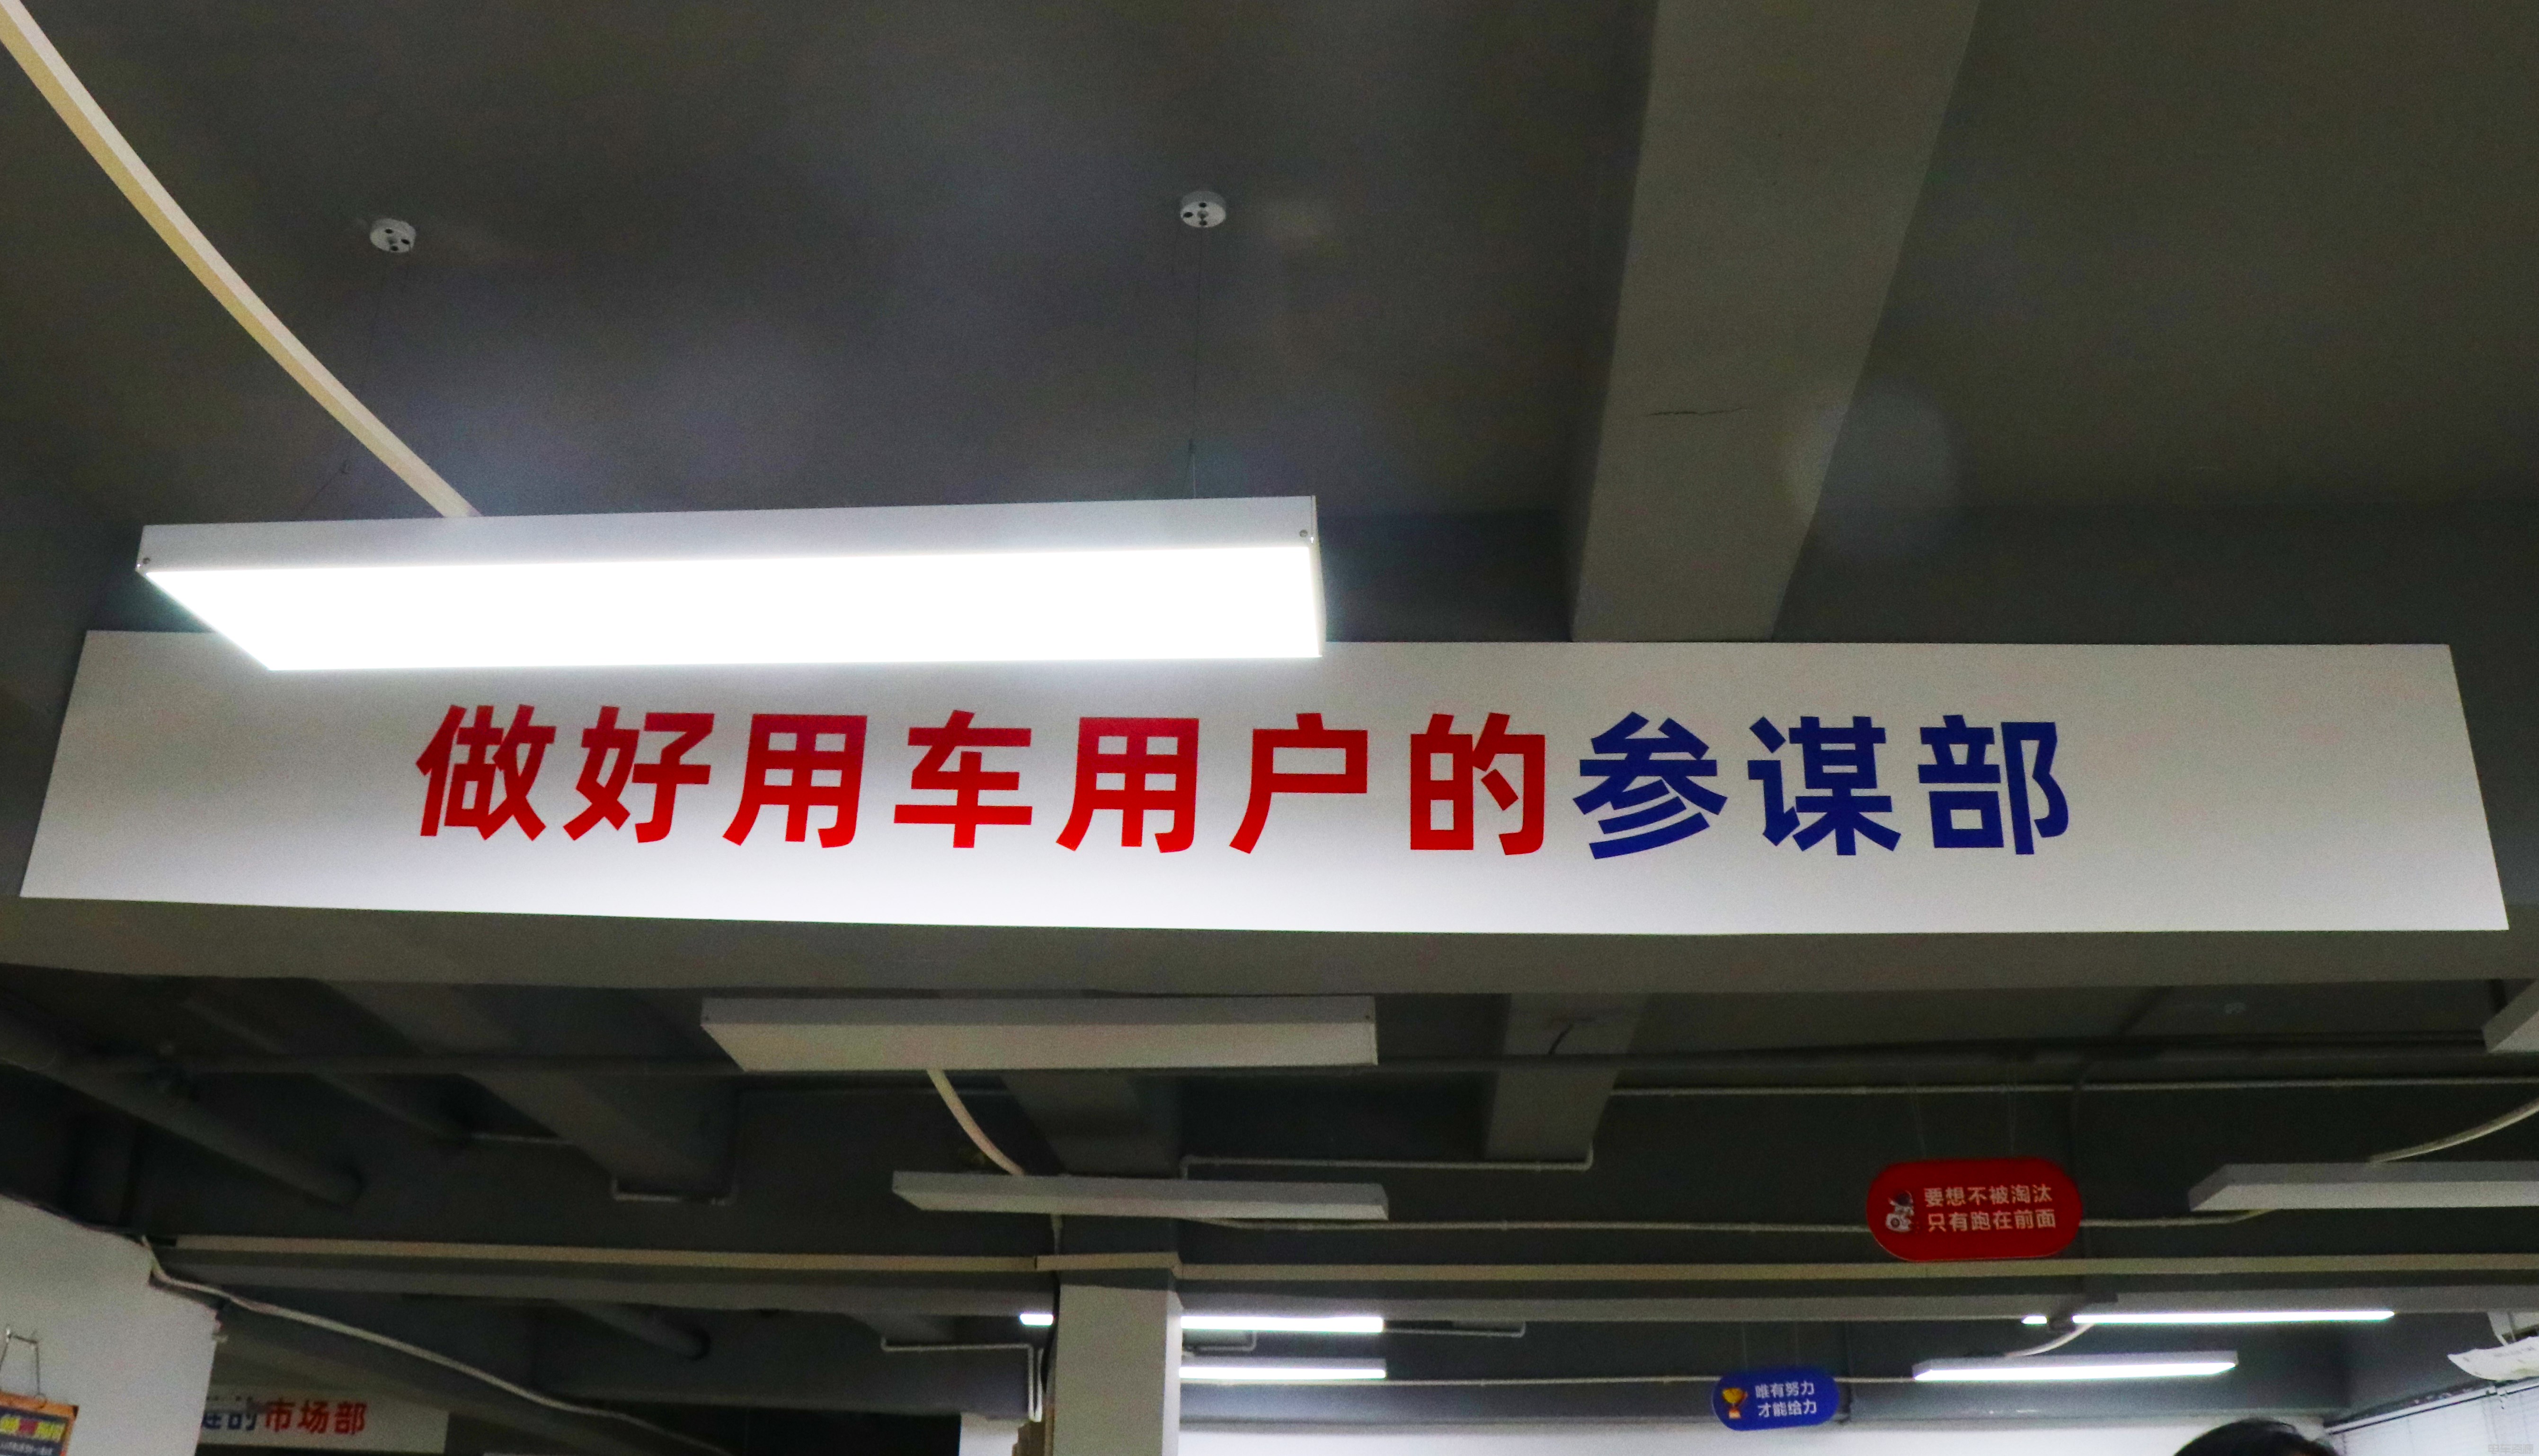 做好用车用户的参谋部
要想不被淘汰
只有跑在前面
唯有努力
才能给力
的市场部